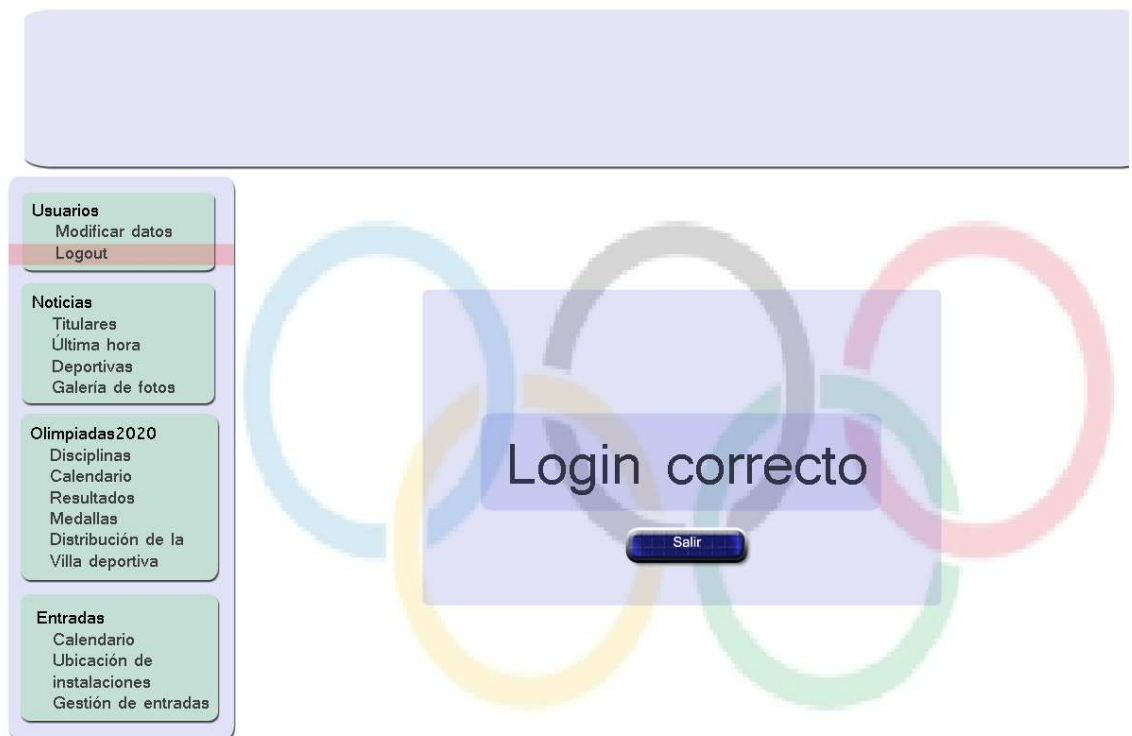 Usuarios
Modificar datos
Logout
Noticias
Titulares
Última hora
Deportivas
Galería de fotos
Olimpiadas2020
Disciplinas
Calendario
Resultados
Medallas
Distribución de la
Villa deportiva
Entradas
Calendario
Ubicación de
instalaciones
Gestión de entradas
Login correcto
Salir